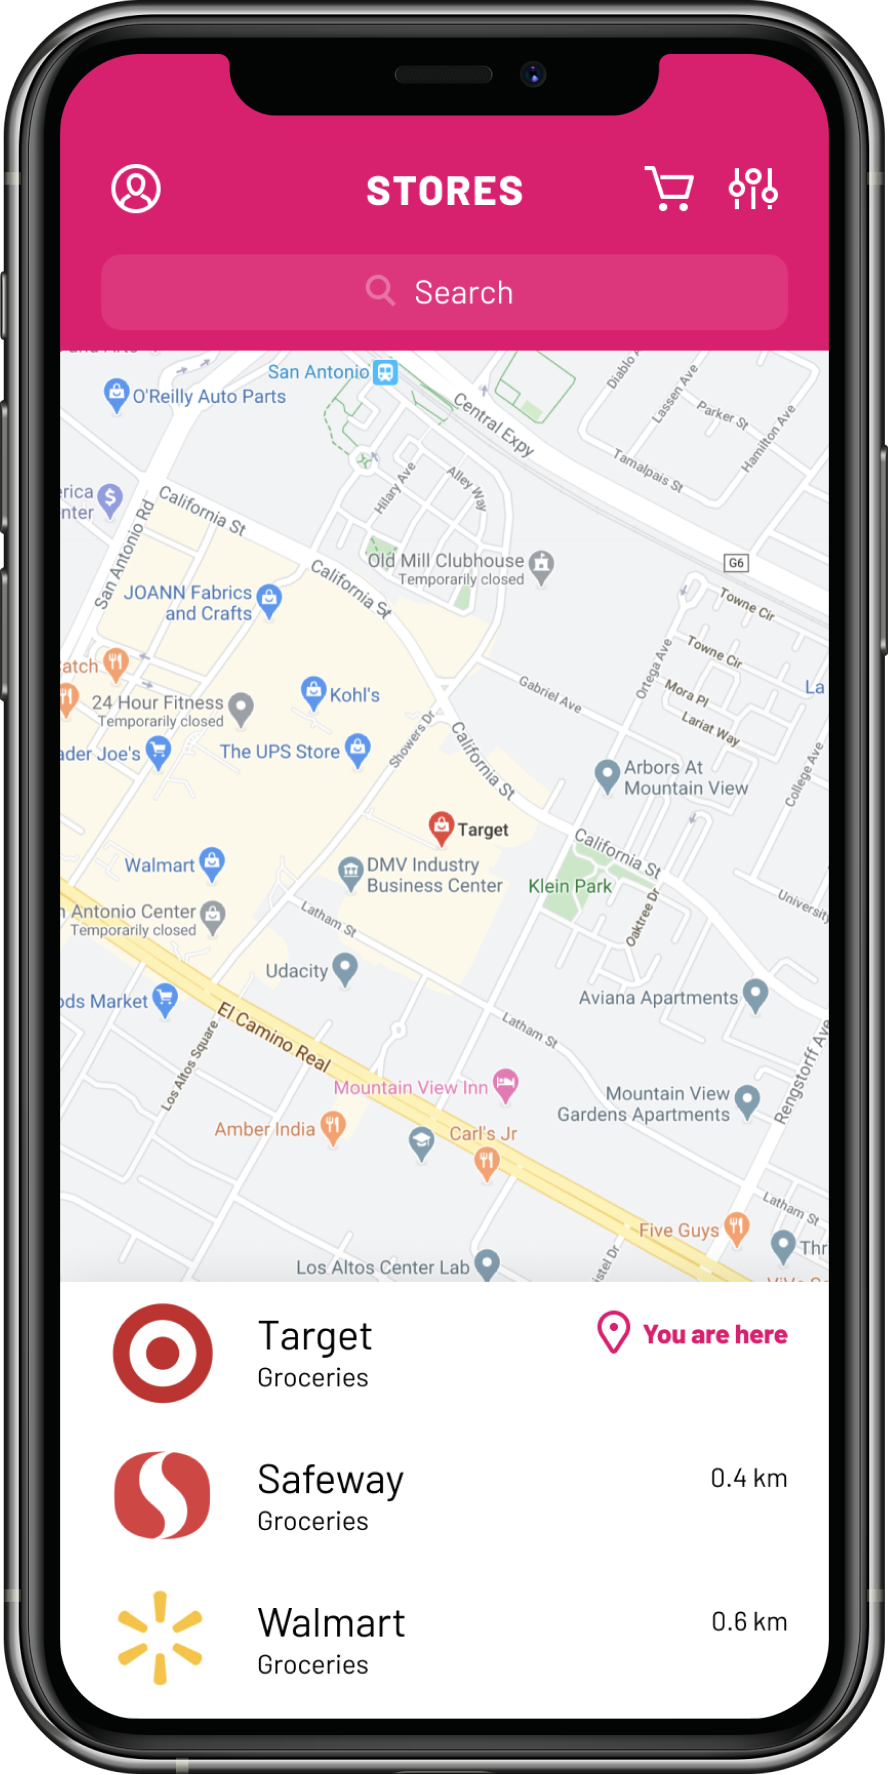 STORES
Search
San Antonio
O'Reilly Auto Parts
Central Expy
Lassen Ave
Parker St
Hamilton Ave
Tamalpais St
Hilary Ave
Alley Way
California St
San Antonio Rd
Old Mill Clubhouse
Temporarily closed
G6
California St
JOANN Fabrics
and Crafts
Towne Cir
Towne Cir
Ortega Ave
Mora Pl
Lariat Way
Gabriel Ave
24 Hour Fitness
Temporarily closed
Kohl's
La
ader Joe's
The UPS Store
Showers Dr
California St
Arbors At
Mountain View
College Ave
Target
Walmart
DMV Industry
Business Center
California St
Klein Park
n Antonio Center
Temporarily closed
Latham St
Oaktree Dr
University
Udacity
Aviana Apartments
ods Market
El Camino Real
Los Altos Square
Latham St
Rengstorff Ave
Mountain View Inn
Mountain View
Gardens Apartments
Amber India
Carl's Jr
Latham St
Five Guys
Thr
Los Altos Center Lab
Target
Groceries
You are here
Safeway
Groceries
0.4 km
Walmart
Groceries
0.6 km